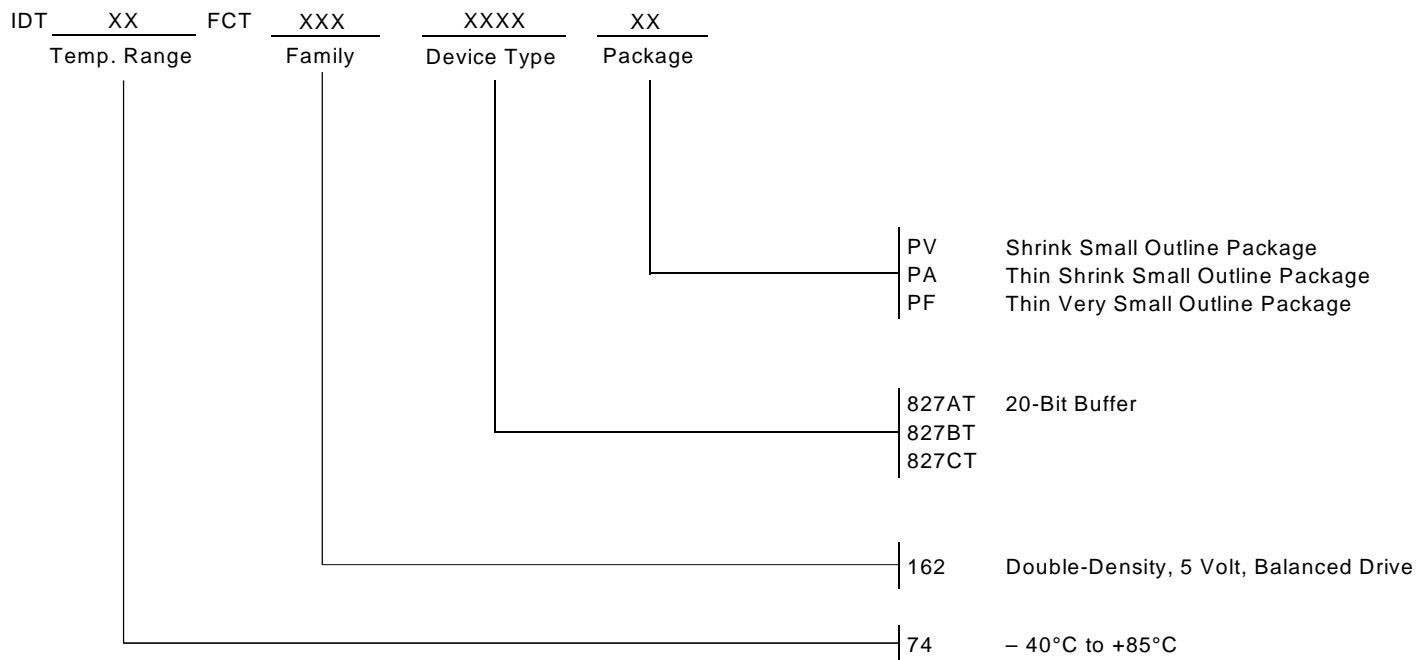 IDT XX FCT XXX XXXX XX
Temp. Range Family Device Type Package
PV Shrink Small Outline Package
PA Thin Shrink Small Outline Package
PF Thin Very Small Outline Package
827AT 20-Bit Buffer
827BT
827CT
162 Double-Density, 5 Volt, Balanced Drive
74 – 40°C to +85°C